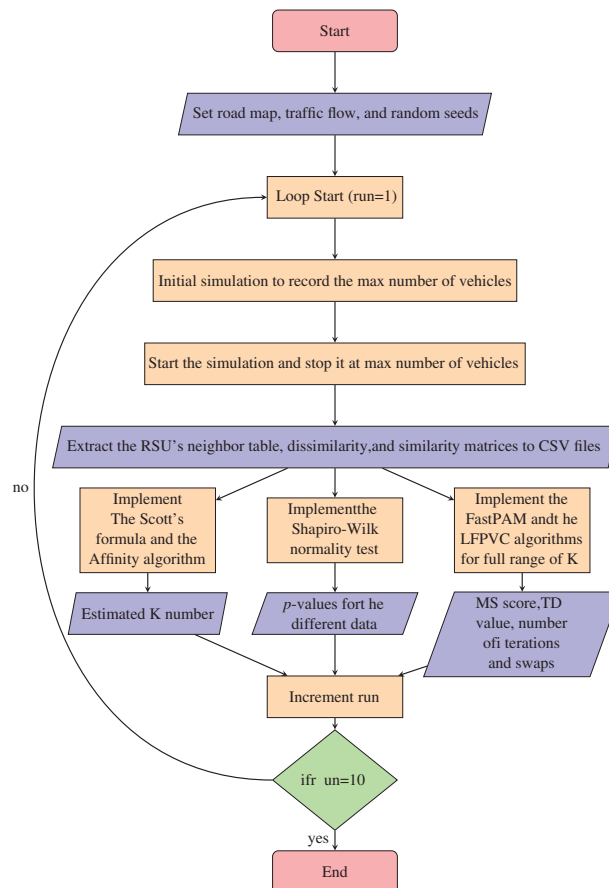 Start
Set road map, traffic flow, and random seeds
Loop Start (run=1)
Initial simulation to record the max number of vehicles
Start the simulation and stop it at max number of vehicles
Extract the RSU's neighbor table, dissimilarity,and similarity matrices to CSV files
no
Implement
The Scott's
formula and the
Affinity algorithm
Implementthe
Shapiro-Wilk
normality test
Implement the
FastPAM andt he
LFPVC algorithms
for full range of K
Estimated K number
p-values fort he
different data
MS score,TD
value, number
ofi terations
and swaps
Increment run
ifr un=10
yes
End